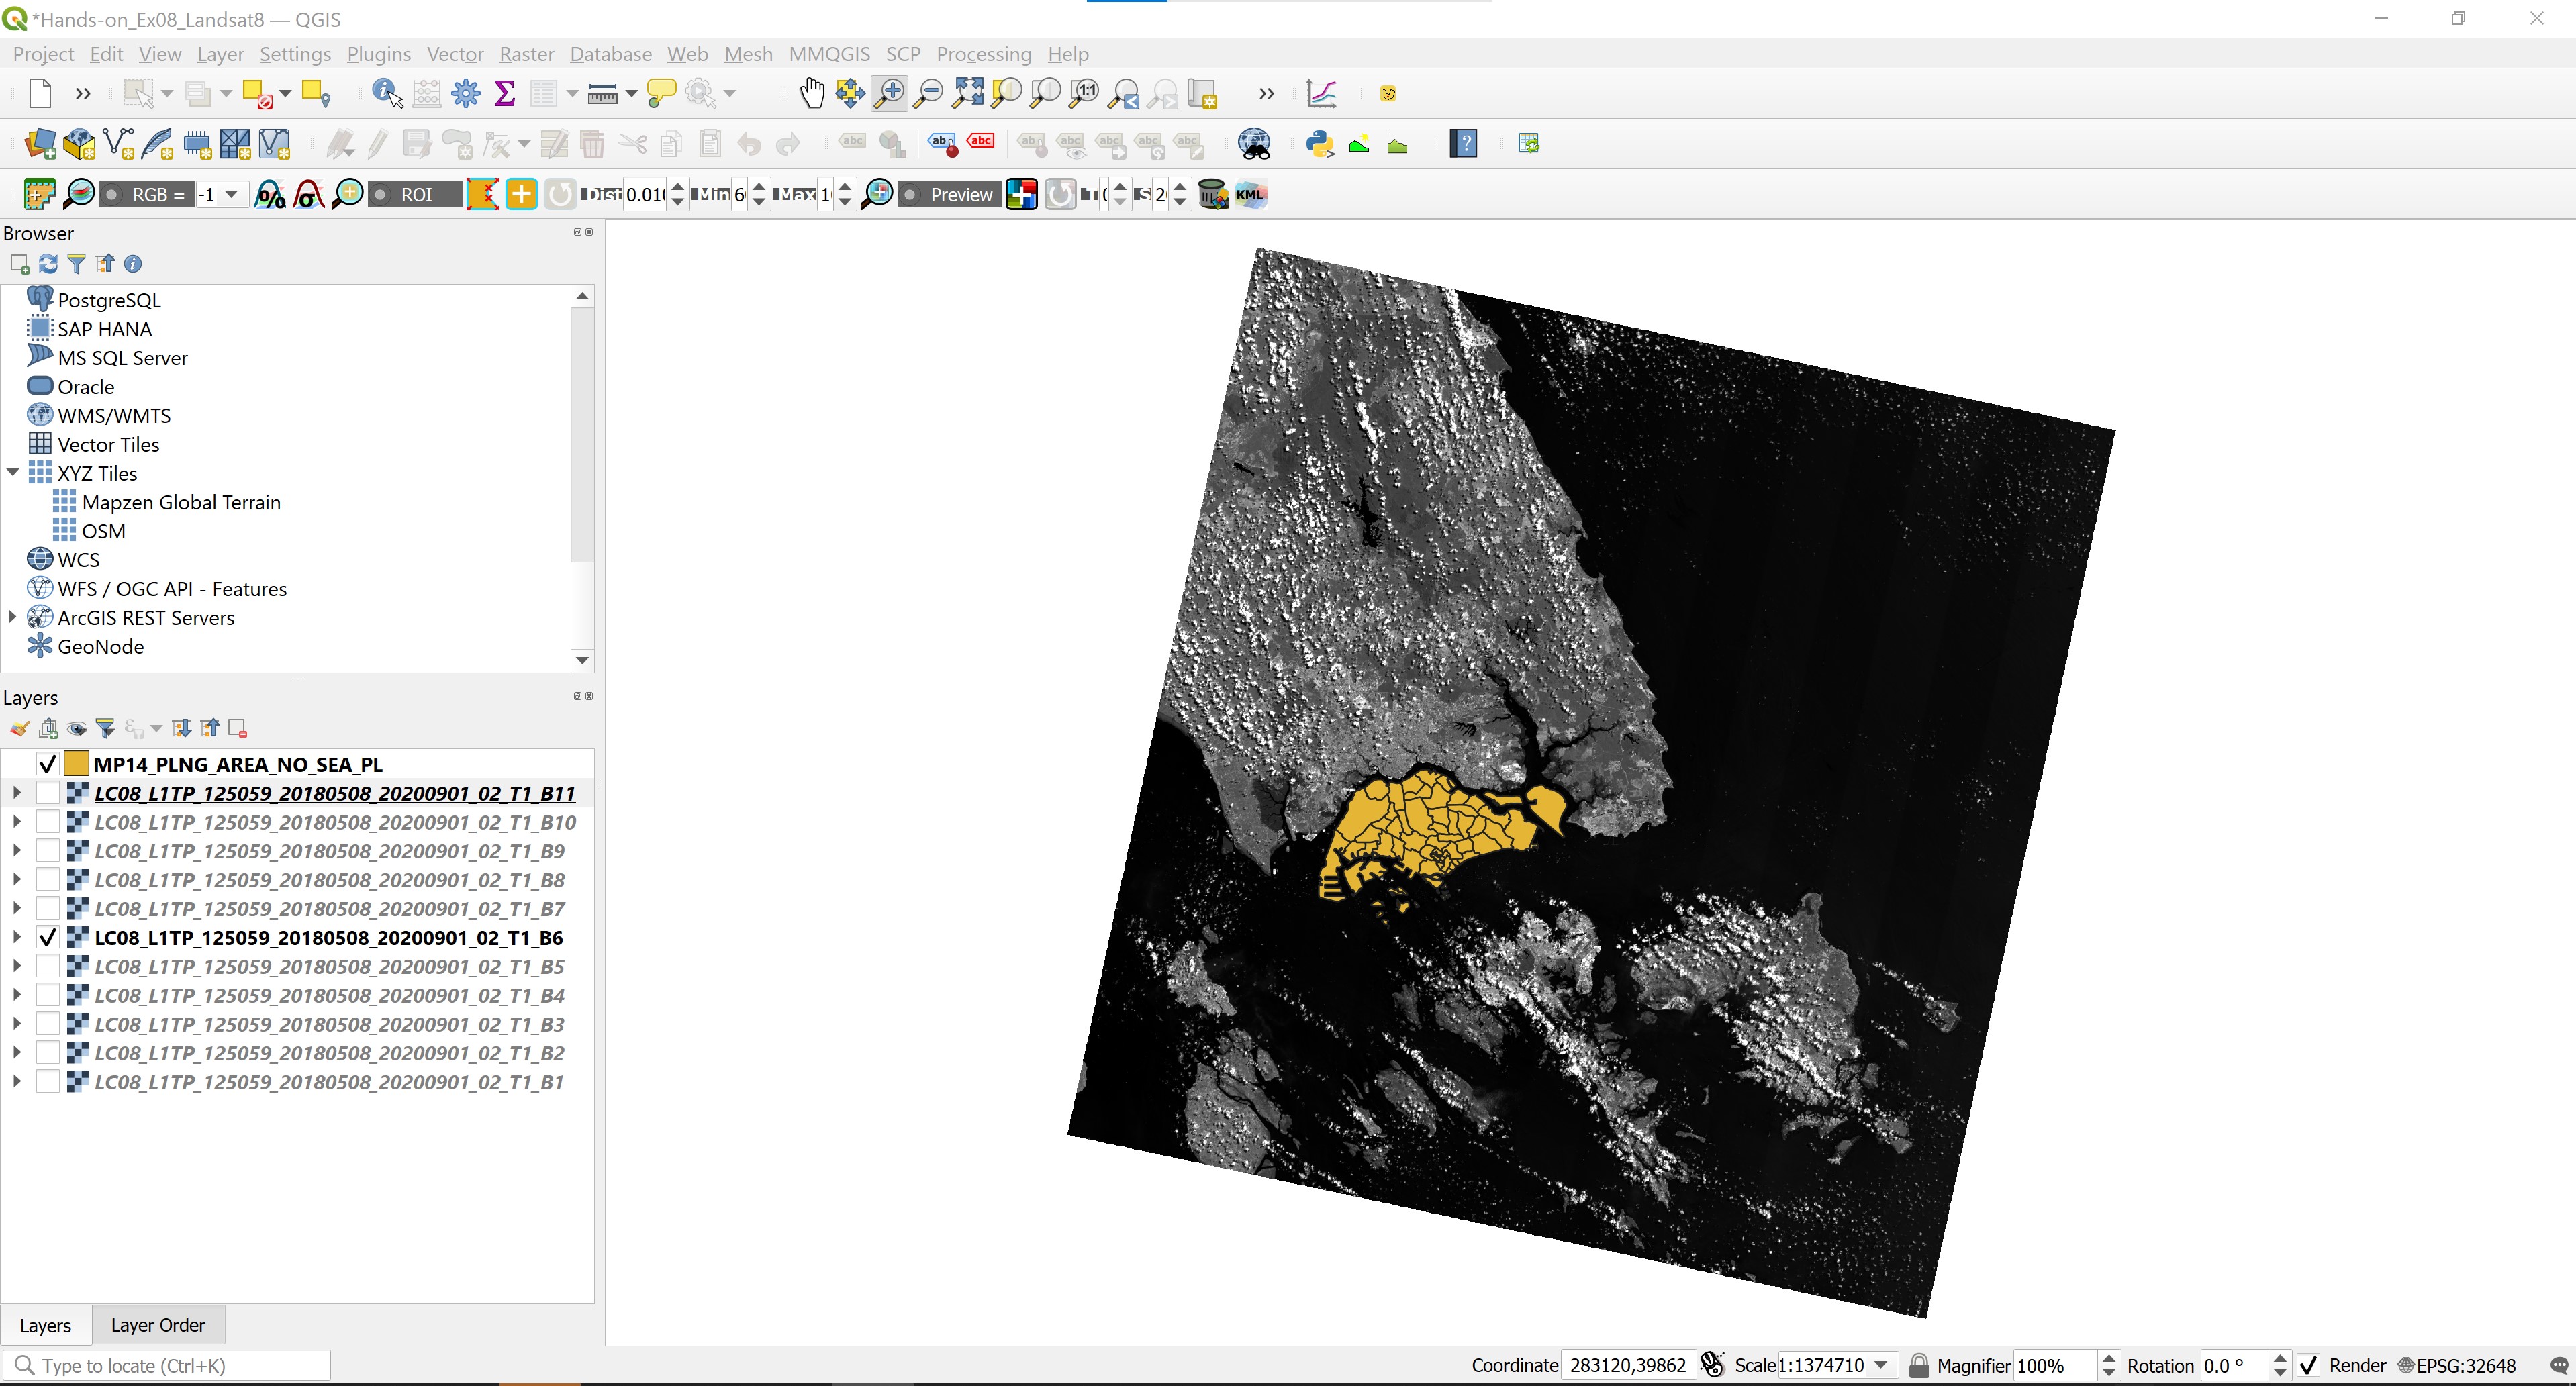 *Hands-on_Ex08_Landsat8 — QGIS
Project Edit View Layer Settings Plugins Vector Raster Database Web Mesh MMQGIS SCP Processing Help
RGB = -1 ROI Dist 0.01 Min 6 Max 1 Preview T S 2 KML
Browser
PostgreSQL
SAP HANA
MS SQL Server
Oracle
WMS/WMTS
Vector Tiles
XYZ Tiles
Mapzen Global Terrain
OSM
WCS
WFS / OGC API - Features
ArcGIS REST Servers
GeoNode
Layers
MP14_PLNG_AREA_NO_SEA_PL
LC08_L1TP_125059_20180508_20200901_02_T1_B11
LC08_L1TP_125059_20180508_20200901_02_T1_B10
LC08_L1TP_125059_20180508_20200901_02_T1_B9
LC08_L1TP_125059_20180508_20200901_02_T1_B8
LC08_L1TP_125059_20180508_20200901_02_T1_B7
LC08_L1TP_125059_20180508_20200901_02_T1_B6
LC08_L1TP_125059_20180508_20200901_02_T1_B5
LC08_L1TP_125059_20180508_20200901_02_T1_B4
LC08_L1TP_125059_20180508_20200901_02_T1_B3
LC08_L1TP_125059_20180508_20200901_02_T1_B2
LC08_L1TP_125059_20180508_20200901_02_T1_B1
Layers Layer Order
Type to locate (Ctrl+K) Coordinate 283120,39862 Scale 1:1374710 Magnifier 100% Rotation 0.0 ° Render EPSG:32648